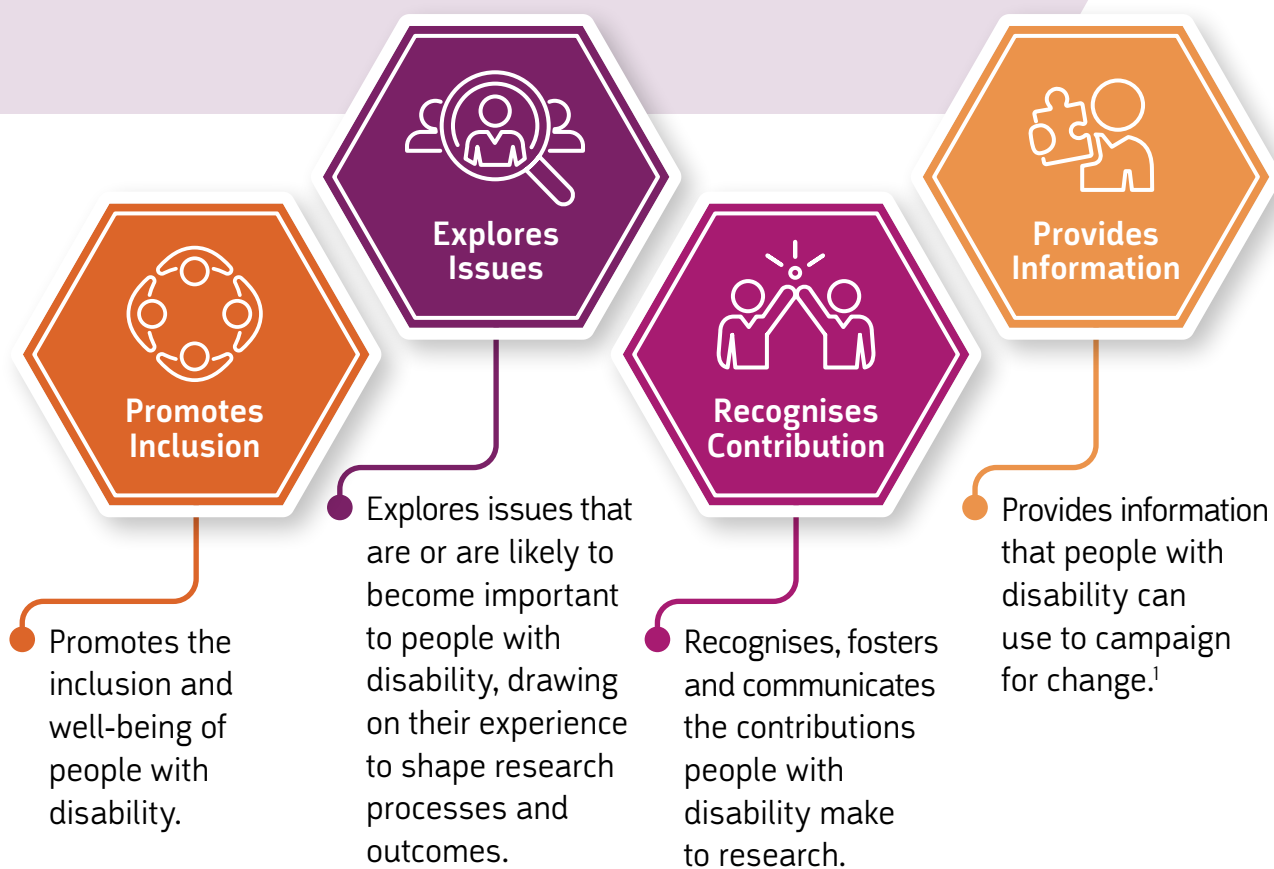 Promotes
Inclusion
Promotes the
inclusion and
well-being of
people with
disability.
Explores
Issues
Explores issues that
are or are likely to
become important
to people with
disability, drawing
on their experience
to shape research
processes and
outcomes.
Recognises
Contribution
Recognises, fosters
and communicates
the contributions
people with
disability make
to research.
Provides
Information
Provides information
that people with
disability can
use to campaign
for change.¹